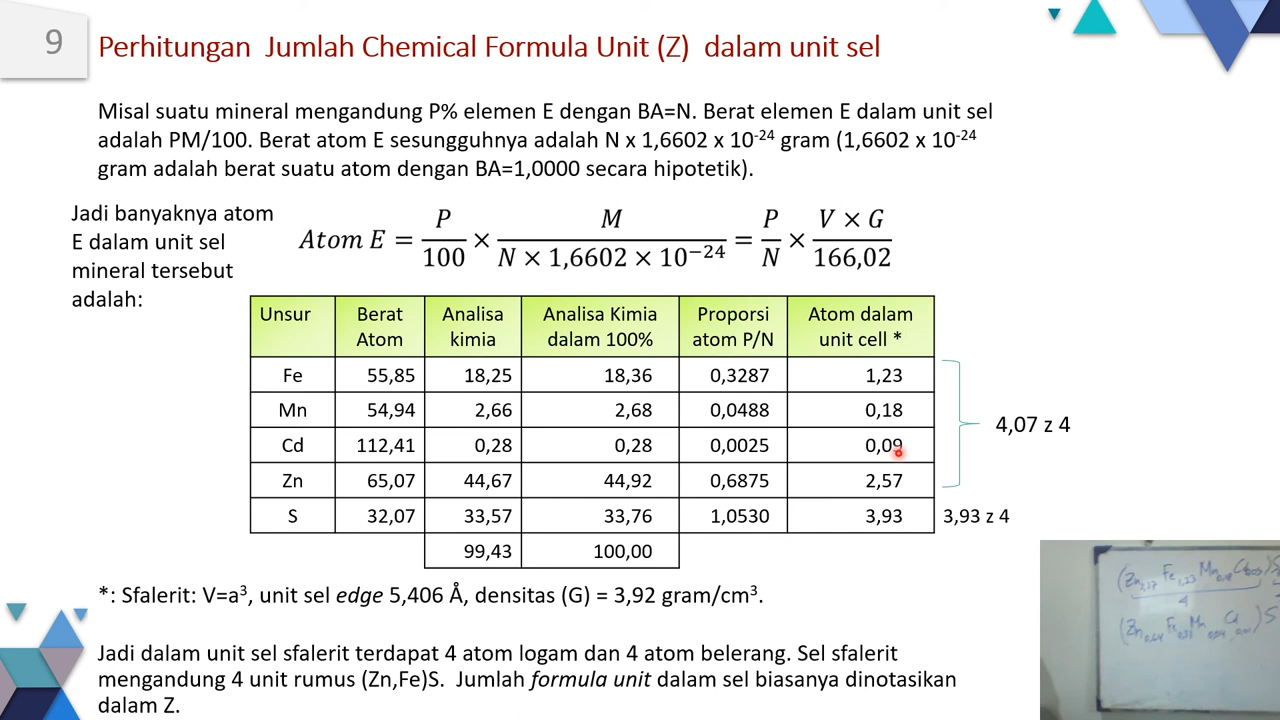 9
Perhitungan Jumlah Chemical Formula Unit (Z) dalam unit sel
Misal suatu mineral mengandung P% elemen E dengan BA=N. Berat elemen E dalam unit sel
adalah PM/100. Berat atom E sesungguhnya adalah N x 1,6602 x 10⁻²⁴ gram (1,6602 x 10⁻²⁴
gram adalah berat suatu atom dengan BA=1,0000 secara hipotetik).
Jadi banyaknya atom
E dalam unit sel
mineral tersebut
adalah:
Atom E = P/100 × M/(N × 1,6602 × 10⁻²⁴) = P/N × (V × G)/166,02
Unsur Berat Atom Analisa kimia Analisa Kimia dalam 100% Proporsi atom P/N Atom dalam unit cell *
Fe 55,85 18,25 18,36 0,3287 1,23
Mn 54,94 2,66 2,68 0,0488 0,18
Cd 112,41 0,28 0,28 0,0025 0,09
Zn 65,07 44,67 44,92 0,6875 2,57
S 32,07 33,57 33,76 1,0530 3,93
99,43 100,00
4,07 z 4
3,93 z 4
*: Sfalerit: V=a³, unit sel edge 5,406 Å, densitas (G) = 3,92 gram/cm³.
Jadi dalam unit sel sfalerit terdapat 4 atom logam dan 4 atom belerang. Sel sfalerit
mengandung 4 unit rumus (Zn,Fe)S. Jumlah formula unit dalam sel biasanya dinotasikan
dalam Z.